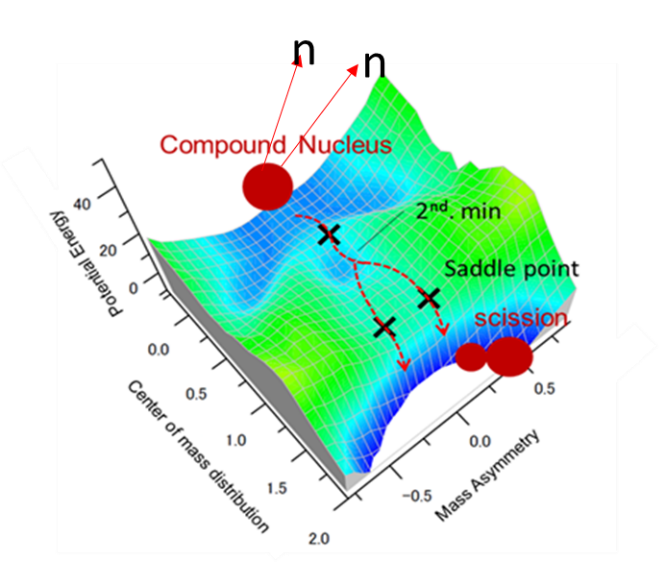 n
n
Compound Nucleus
2nd. min
Saddle point
scission
Potential Energy
40
20
0
0.0
0.5
1.0
1.5
2.0
Center of mass distribution
-0.5
0.0
0.5
Mass Asymmetry